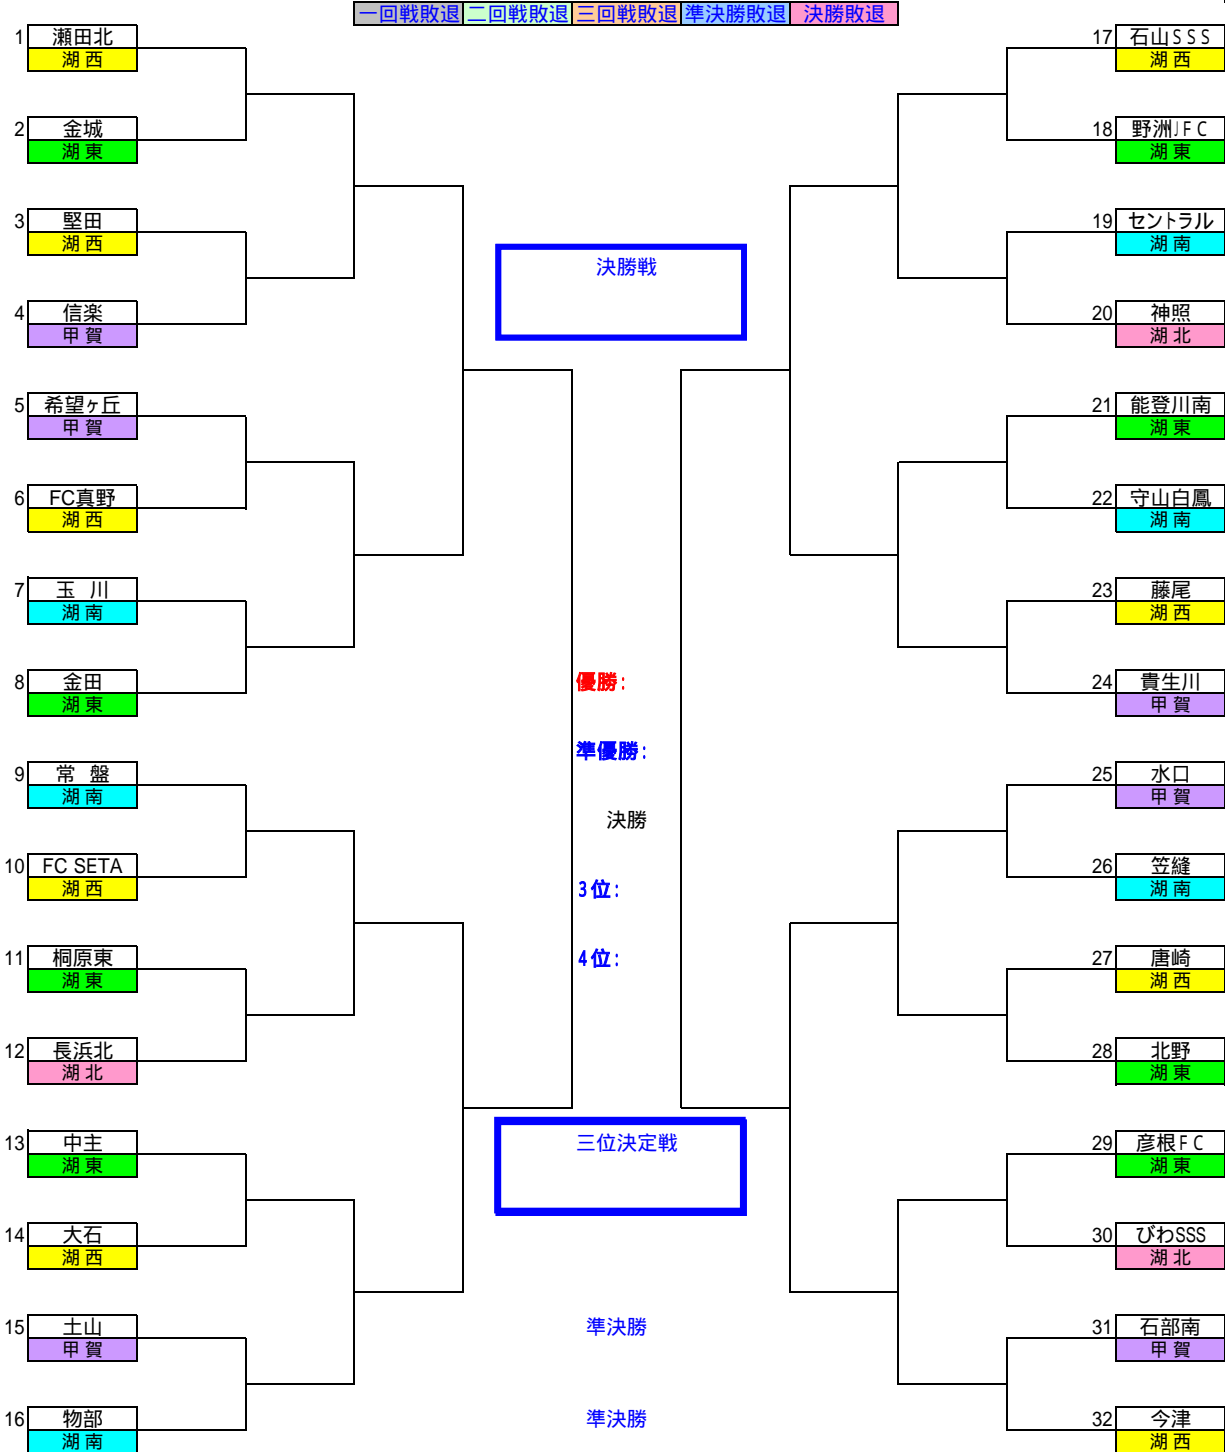 一回戦敗退 二回戦敗退 三回戦敗退 準決勝敗退 決勝敗退
1 瀬田北
湖 西
2 金城
湖 東
3 堅田
湖 西
4 信楽
甲 賀
5 希望ヶ丘
甲 賀
6 FC真野
湖 西
7 玉 川
湖 南
8 金田
湖 東
9 常 盤
湖 南
10 FC SETA
湖 西
11 桐原東
湖 東
12 長浜北
湖 北
13 中主
湖 東
14 大石
湖 西
15 土山
甲 賀
16 物部
湖 南
決勝戦
優勝:
準優勝:
決勝
3位:
4位:
三位決定戦
準決勝
準決勝
17 石山SSS
湖 西
18 野洲JFC
湖 東
19 セントラル
湖 南
20 神照
湖 北
21 能登川南
湖 東
22 守山白鳳
湖 南
23 藤尾
湖 西
24 貴生川
甲 賀
25 水口
甲 賀
26 笠縫
湖 南
27 唐崎
湖 西
28 北野
湖 東
29 彦根FC
湖 東
30 びわSSS
湖 北
31 石部南
甲 賀
32 今津
湖 西